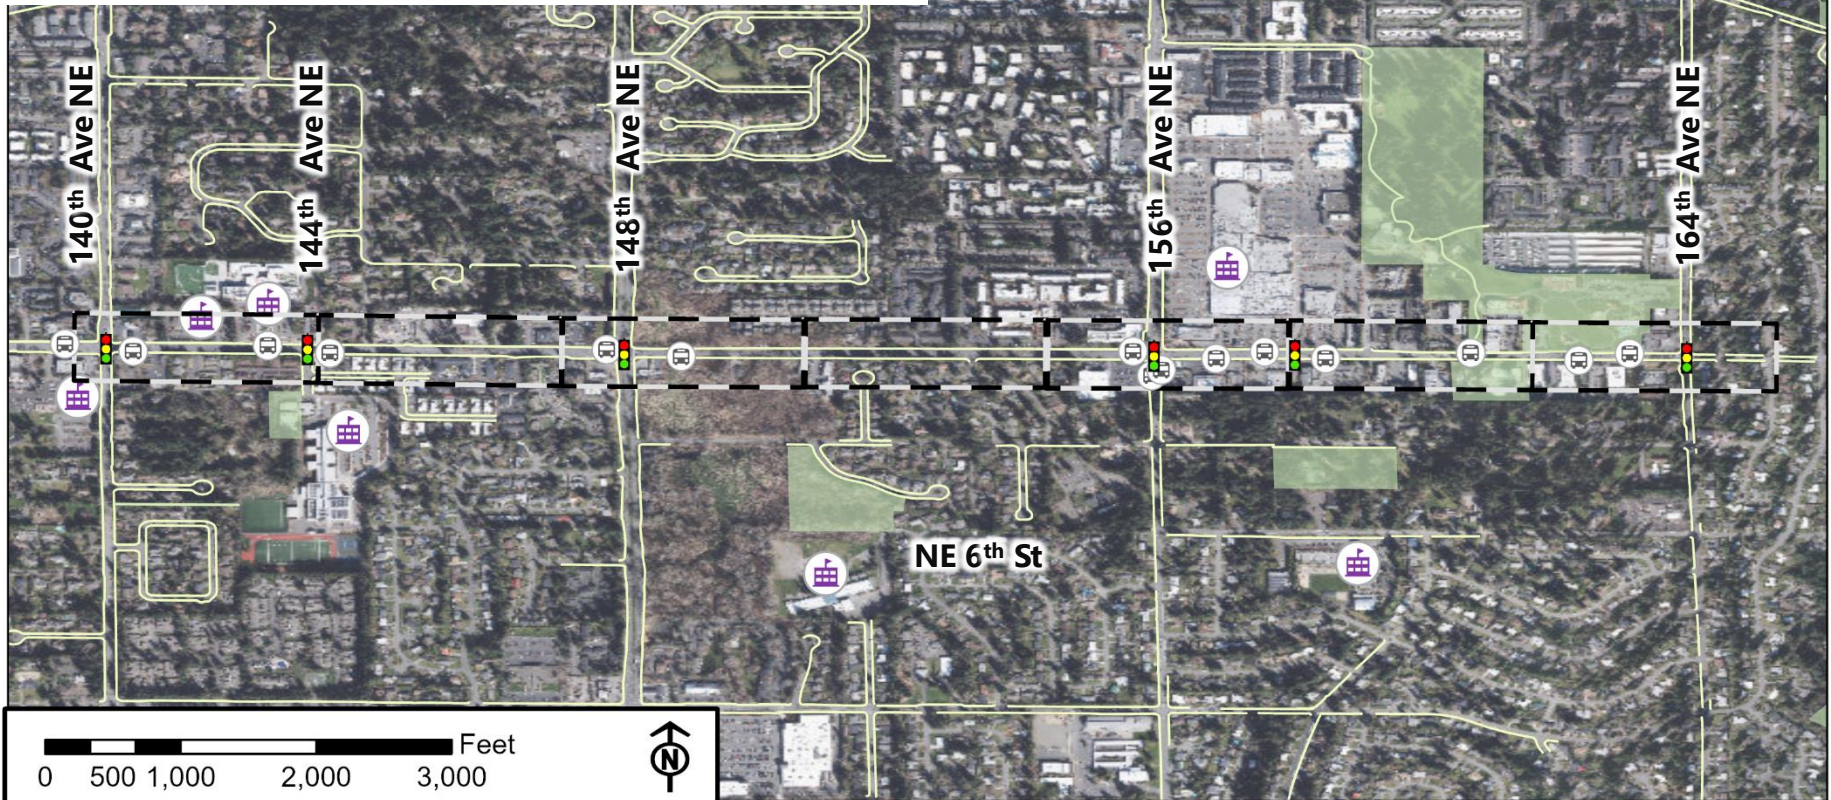 140th Ave NE
144th Ave NE
148th Ave NE
156th Ave NE
164th Ave NE
NE 6th St
Feet
0 500 1,000 2,000 3,000
N